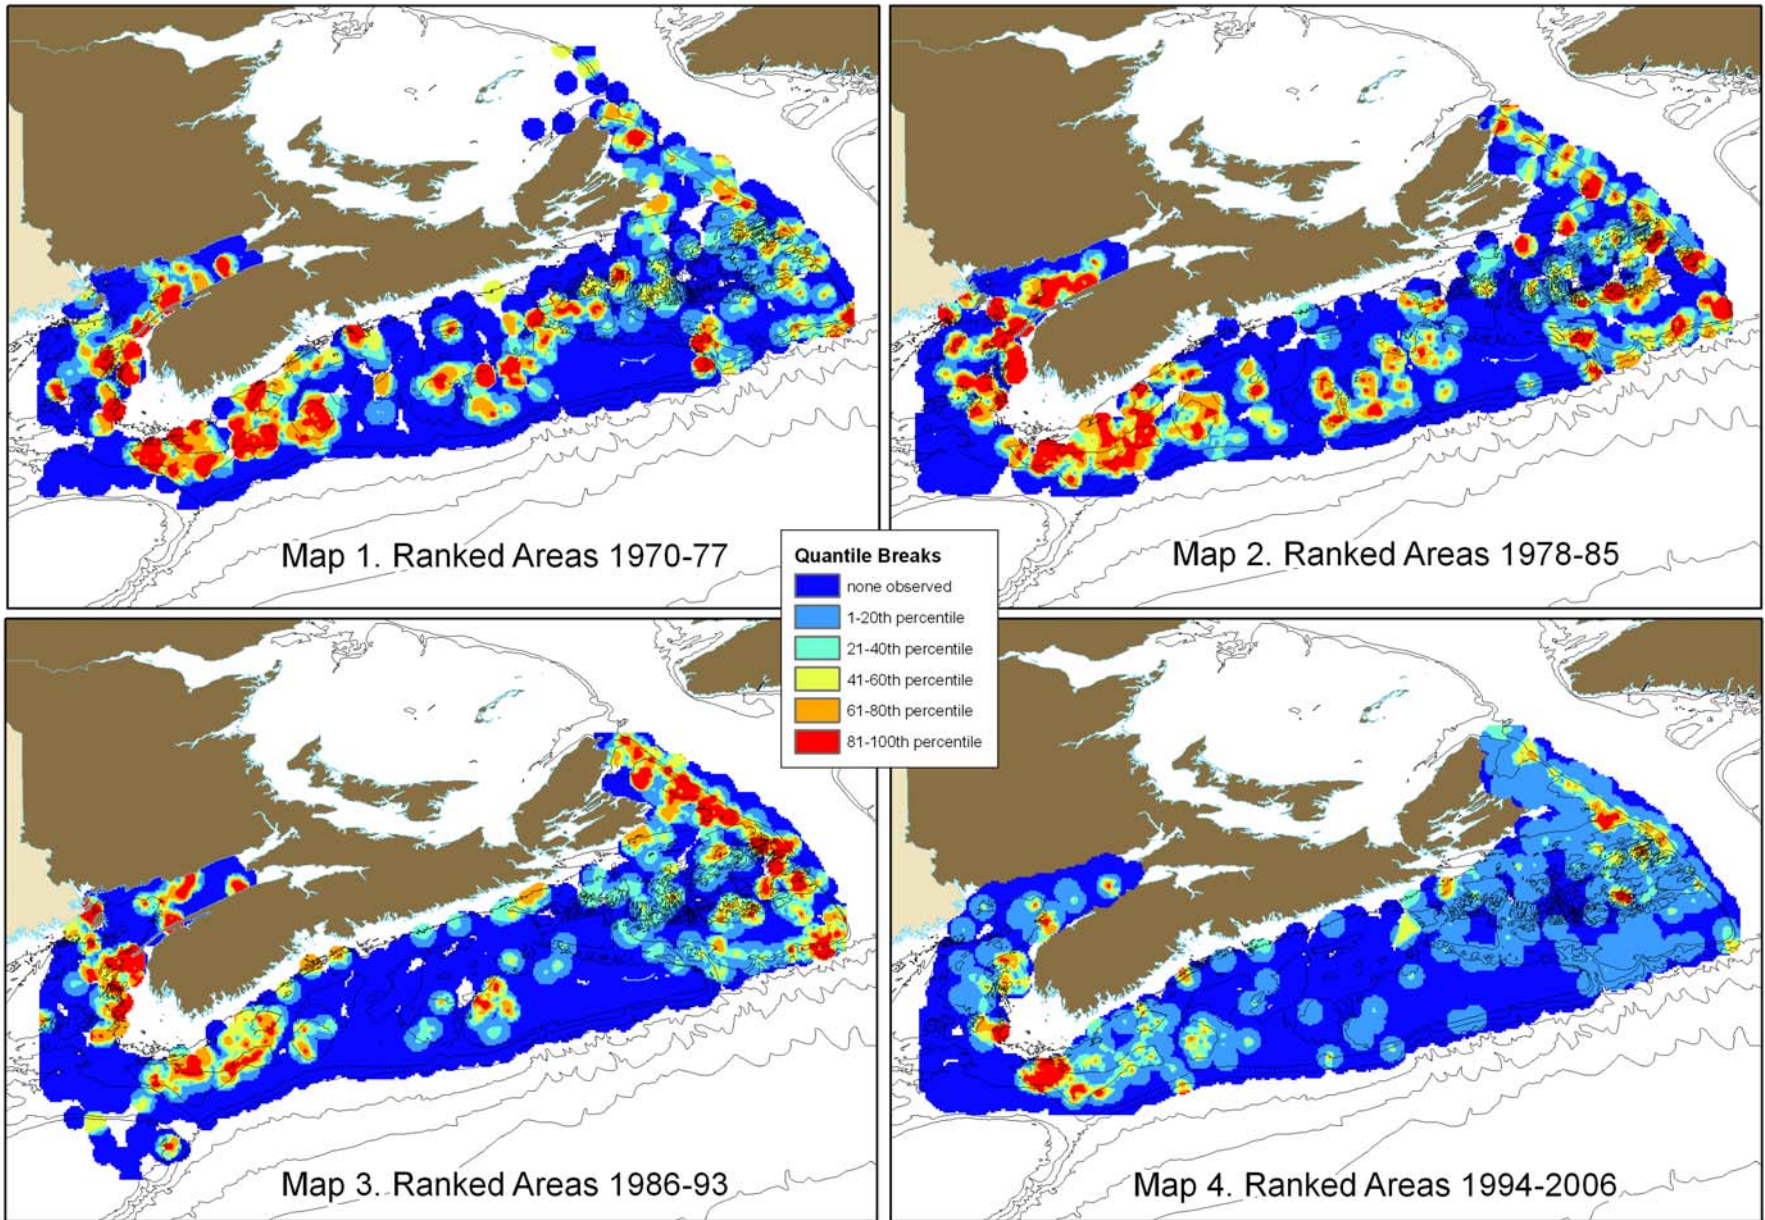 Map 1. Ranked Areas 1970-77
Map 2. Ranked Areas 1978-85
Quantile Breaks
none observed
1-20th percentile
21-40th percentile
41-60th percentile
61-80th percentile
81-100th percentile
Map 3. Ranked Areas 1986-93
Map 4. Ranked Areas 1994-2006